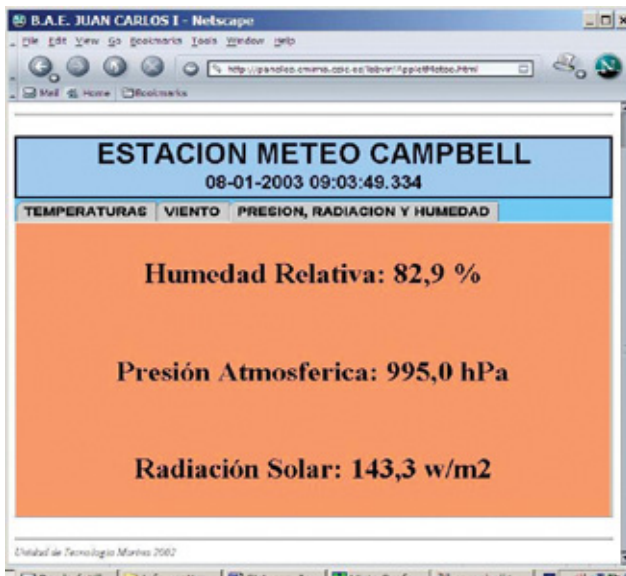 B.A.E. JUAN CARLOS I - Netscape
File Edit View Go Bookmarks Tools Window Help
Mail Home Bookmarks
ESTACION METEO CAMPBELL
08-01-2003 09:03:49.334
TEMPERATURAS VIENTO PRESION, RADIACION Y HUMEDAD
Humedad Relativa: 82,9 %
Presión Atmosferica: 995,0 hPa
Radiación Solar: 143,3 w/m2
Unidad de Tecnología Marina 2002